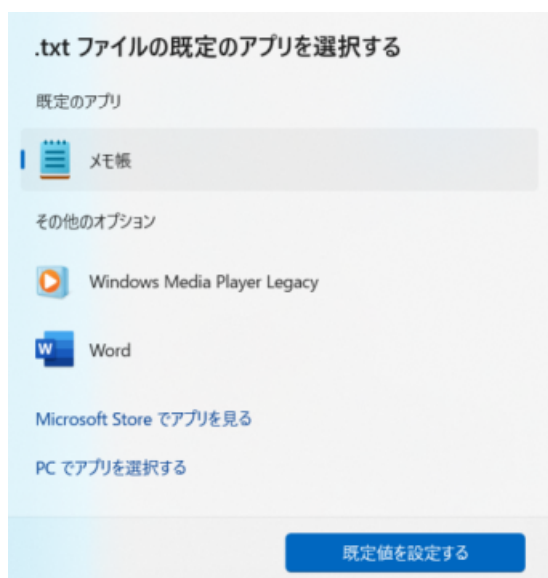 .txt ファイルの既定のアプリを選択する
既定のアプリ
メモ帳
その他のオプション
Windows Media Player Legacy
W
Word
Microsoft Store でアプリを見る
PC でアプリを選択する
既定値を設定する